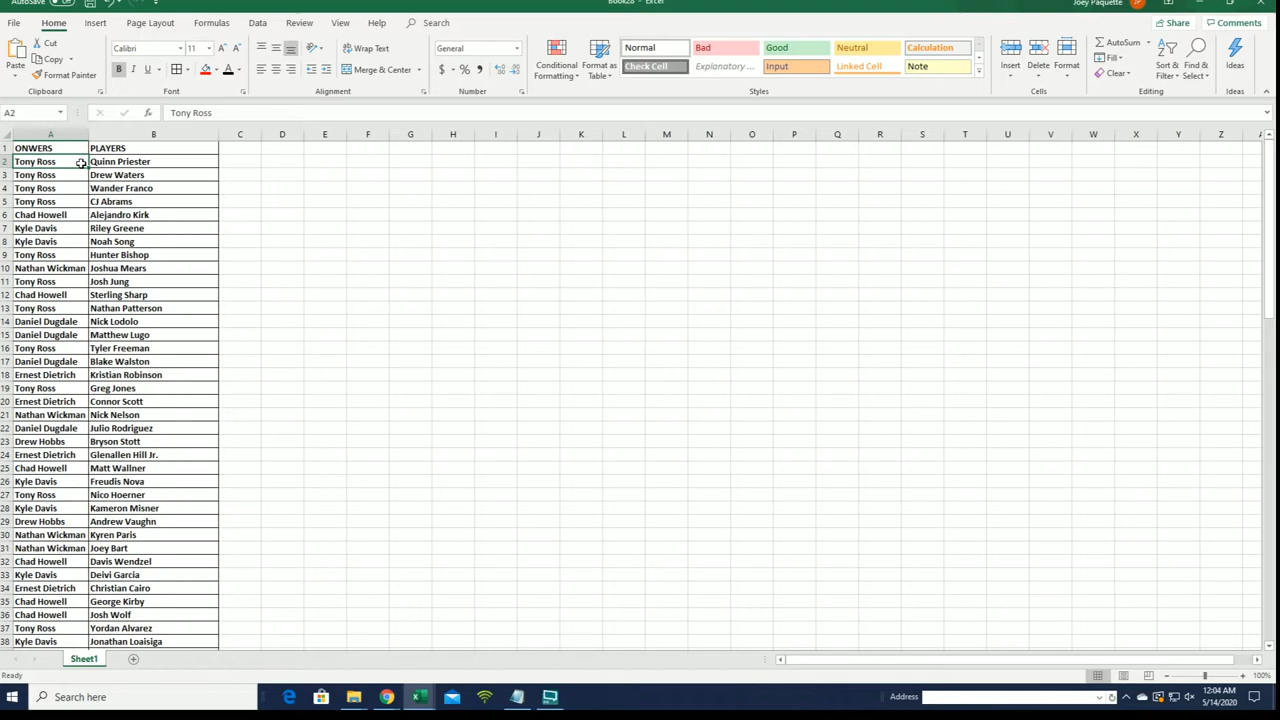 AutoSave Off Book28 - Excel Joey Paquette JP
File Home Insert Page Layout Formulas Data Review View Help Search Share Comments
Paste Cut Copy Format Painter Calibri 11 B I U Wrap Text Merge & Center General $ % Conditional Formatting Format as Table Normal Bad Good Neutral Calculation Check Cell Explanatory ... Input Linked Cell Note Insert Delete Format AutoSum Fill Clear Sort & Filter Find & Select Ideas
Clipboard Font Alignment Number Styles Cells Editing Ideas
A2 fx Tony Ross
A B C D E F G H I J K L M N O P Q R S T U V W X Y Z A
1 ONWERS PLAYERS
2 Tony Ross Quinn Priester
3 Tony Ross Drew Waters
4 Tony Ross Wander Franco
5 Tony Ross CJ Abrams
6 Chad Howell Alejandro Kirk
7 Kyle Davis Riley Greene
8 Kyle Davis Noah Song
9 Tony Ross Hunter Bishop
10 Nathan Wickman Joshua Mears
11 Tony Ross Josh Jung
12 Chad Howell Sterling Sharp
13 Tony Ross Nathan Patterson
14 Daniel Dugdale Nick Lodolo
15 Daniel Dugdale Matthew Lugo
16 Tony Ross Tyler Freeman
17 Daniel Dugdale Blake Walston
18 Ernest Dietrich Kristian Robinson
19 Tony Ross Greg Jones
20 Ernest Dietrich Connor Scott
21 Nathan Wickman Nick Nelson
22 Daniel Dugdale Julio Rodriguez
23 Drew Hobbs Bryson Stott
24 Ernest Dietrich Glenallen Hill Jr.
25 Chad Howell Matt Wallner
26 Kyle Davis Freudis Nova
27 Tony Ross Nico Hoerner
28 Kyle Davis Kameron Misner
29 Drew Hobbs Andrew Vaughn
30 Nathan Wickman Kyren Paris
31 Nathan Wickman Joey Bart
32 Chad Howell Davis Wendzel
33 Kyle Davis Deivi Garcia
34 Ernest Dietrich Christian Cairo
35 Chad Howell George Kirby
36 Chad Howell Josh Wolf
37 Tony Ross Yordan Alvarez
38 Kyle Davis Jonathan Loaisiga
Sheet1
Ready 100%
Search here Address 12:04 AM
5/14/2020